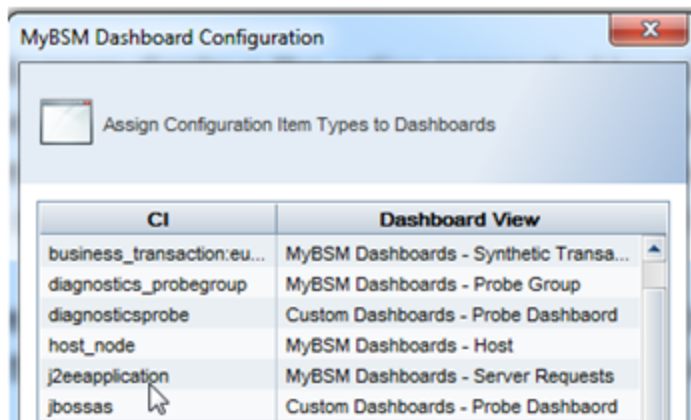 MyBSM Dashboard Configuration
Assign Configuration Item Types to Dashboards
CI Dashboard View
business_transaction:eu... MyBSM Dashboards - Synthetic Transa...
diagnostics_probegroup MyBSM Dashboards - Probe Group
diagnosticsprobe Custom Dashboards - Probe Dashbaord
host_node MyBSM Dashboards - Host
j2eeapplication MyBSM Dashboards - Server Requests
jbossas Custom Dashboards - Probe Dashbaord